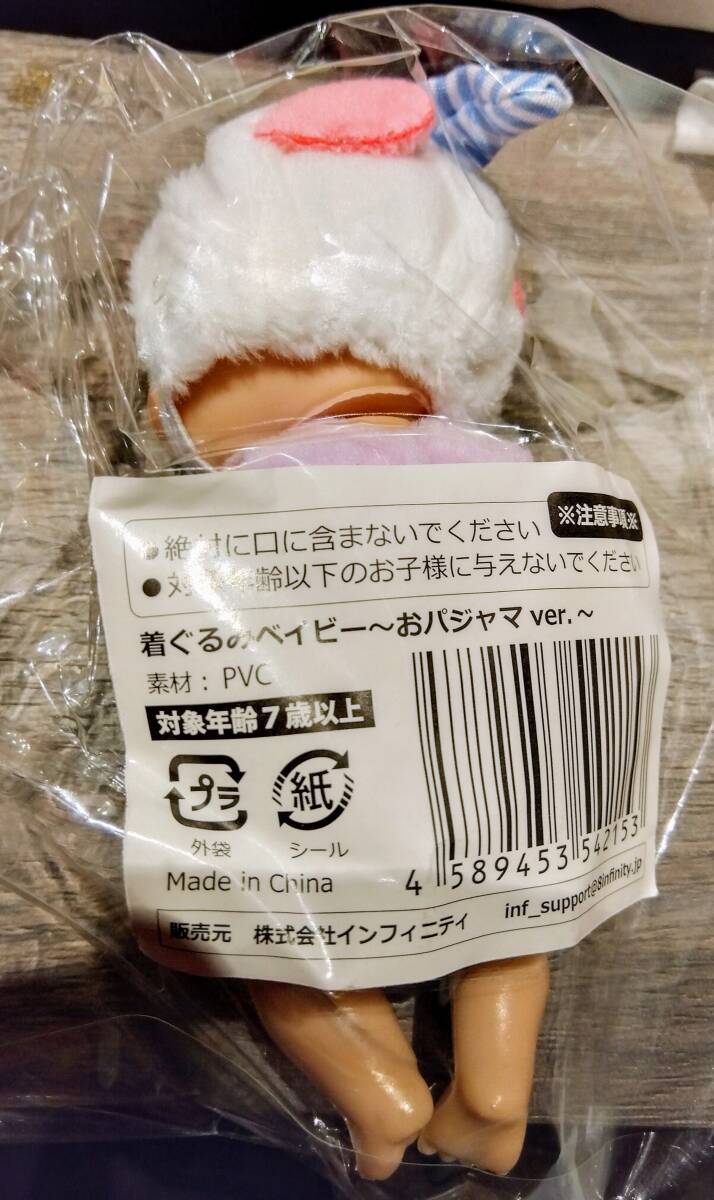 ※注意事項※
●絶対に口に含まないでください
●対象年齢以下のお子様に与えないでください
着ぐるみベイビー～おパジャマ ver.～
素材：PVC
対象年齢7歳以上
プラ
紙
外袋
シール
Made in China
4 589453 542153
inf_support@8infinity.jp
販売元 株式会社インフィニテイ